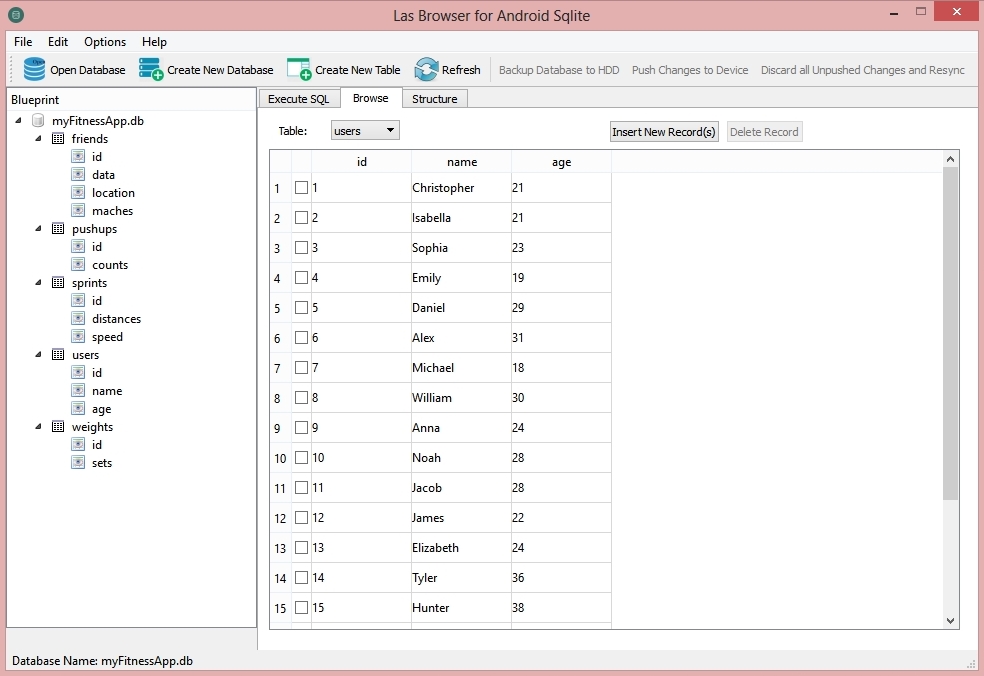 Las Browser for Android Sqlite
File Edit Options Help
Open Database Create New Database Create New Table Refresh Backup Database to HDD Push Changes to Device Discard all Unpushed Changes and Resync
Blueprint
myFitnessApp.db
friends
id
data
location
maches
pushups
id
counts
sprints
id
distances
speed
users
id
name
age
weights
id
sets
Execute SQL Browse Structure
Table: users Insert New Record(s) Delete Record
id name age
1 1 Christopher 21
2 2 Isabella 21
3 3 Sophia 23
4 4 Emily 19
5 5 Daniel 29
6 6 Alex 31
7 7 Michael 18
8 8 William 30
9 9 Anna 24
10 10 Noah 28
11 11 Jacob 28
12 12 James 22
13 13 Elizabeth 24
14 14 Tyler 36
15 15 Hunter 38
Database Name: myFitnessApp.db